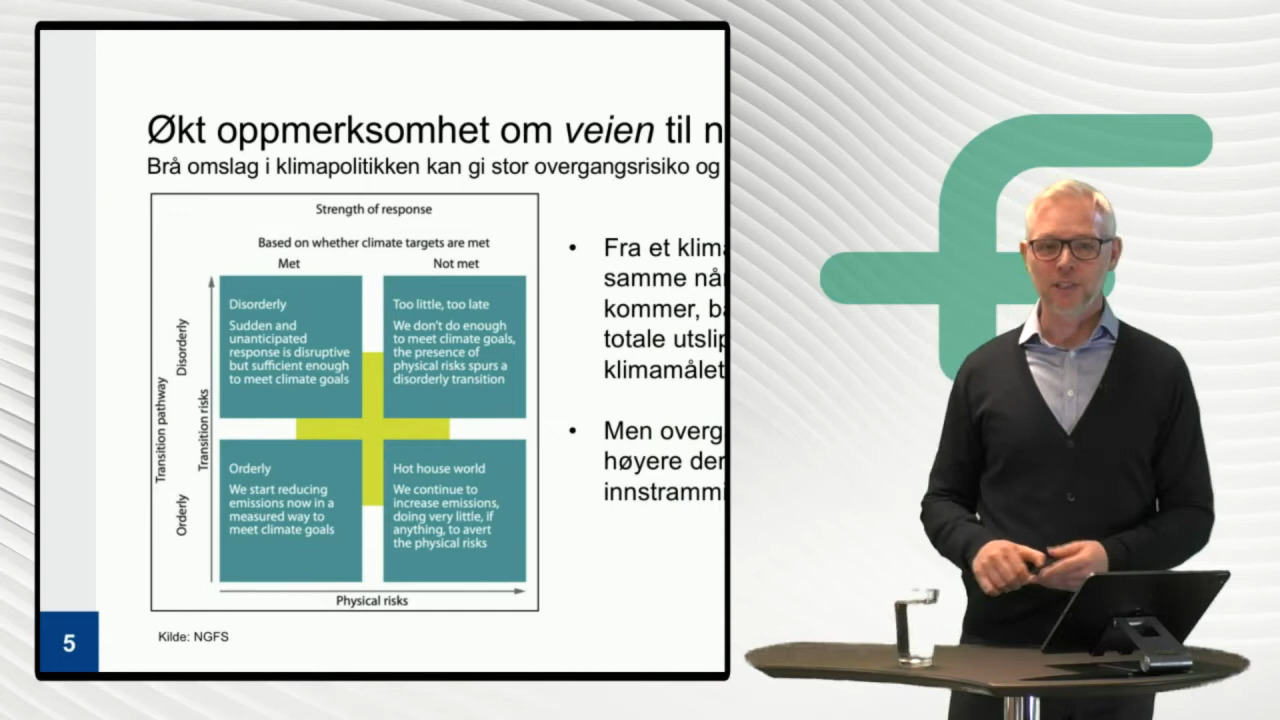 Økt oppmerksomhet om veien til n
Brå omslag i klimapolitikken kan gi stor overgangsrisiko og
Strength of response
Based on whether climate targets are met
Met
Not met
Transition pathway
Disorderly
Orderly
Transition risks
Disorderly
Sudden and
unanticipated
response is disruptive
but sufficient enough
to meet climate goals
Too little, too late
We don't do enough
to meet climate goals,
the presence of
physical risks spurs a
disorderly transition
Orderly
We start reducing
emissions now in a
measured way to
meet climate goals
Hot house world
We continue to
increase emissions,
doing very little, if
anything, to avert
the physical risks
Physical risks
Kilde: NGFS
• Fra et klim
samme nå
kommer, b
totale utsli
klimamålet
• Men overg
høyere de
innstrammi
5